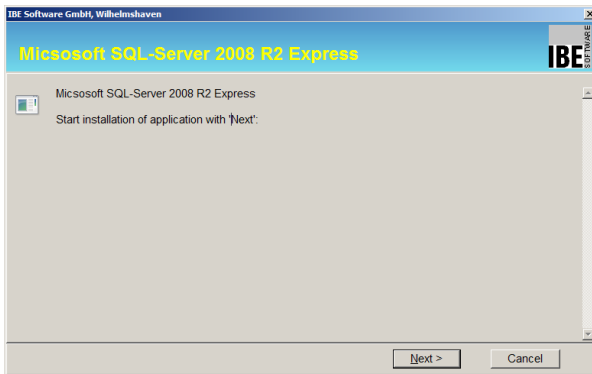 IBE Software GmbH, Wilhelmshaven
Micsosoft SQL-Server 2008 R2 Express
IBE
SOFTWARE
Micsosoft SQL-Server 2008 R2 Express
Start installation of application with 'Next':
Next >
Cancel